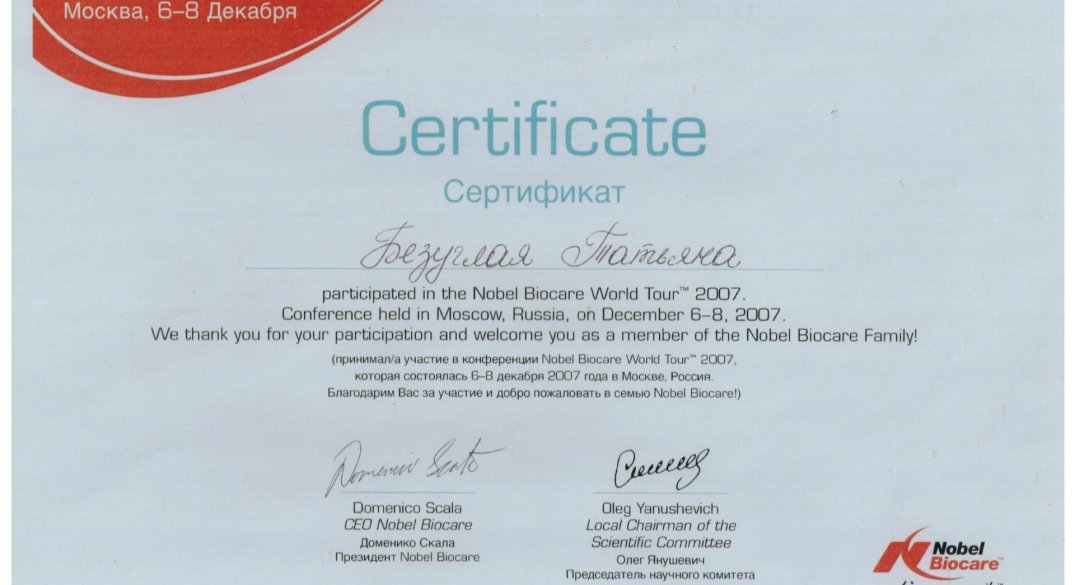 Москва, 6–8 Декабря
Certificate
Сертификат
Безуглая Татьяна
participated in the Nobel Biocare World Tour™ 2007.
Conference held in Moscow, Russia, on December 6–8, 2007.
We thank you for your participation and welcome you as a member of the Nobel Biocare Family!
(принимал/а участие в конференции Nobel Biocare World Tour™ 2007,
которая состоялась 6–8 декабря 2007 года в Москве, Россия.
Благодарим Вас за участие и добро пожаловать в семью Nobel Biocare!)
Domenico Scala
Domenico Scala
CEO Nobel Biocare
Доменико Скала
Президент Nobel Biocare
Oleg Yanushevich
Local Chairman of the
Scientific Committee
Олег Янушевич
Председатель научного комитета
Nobel
Biocare™